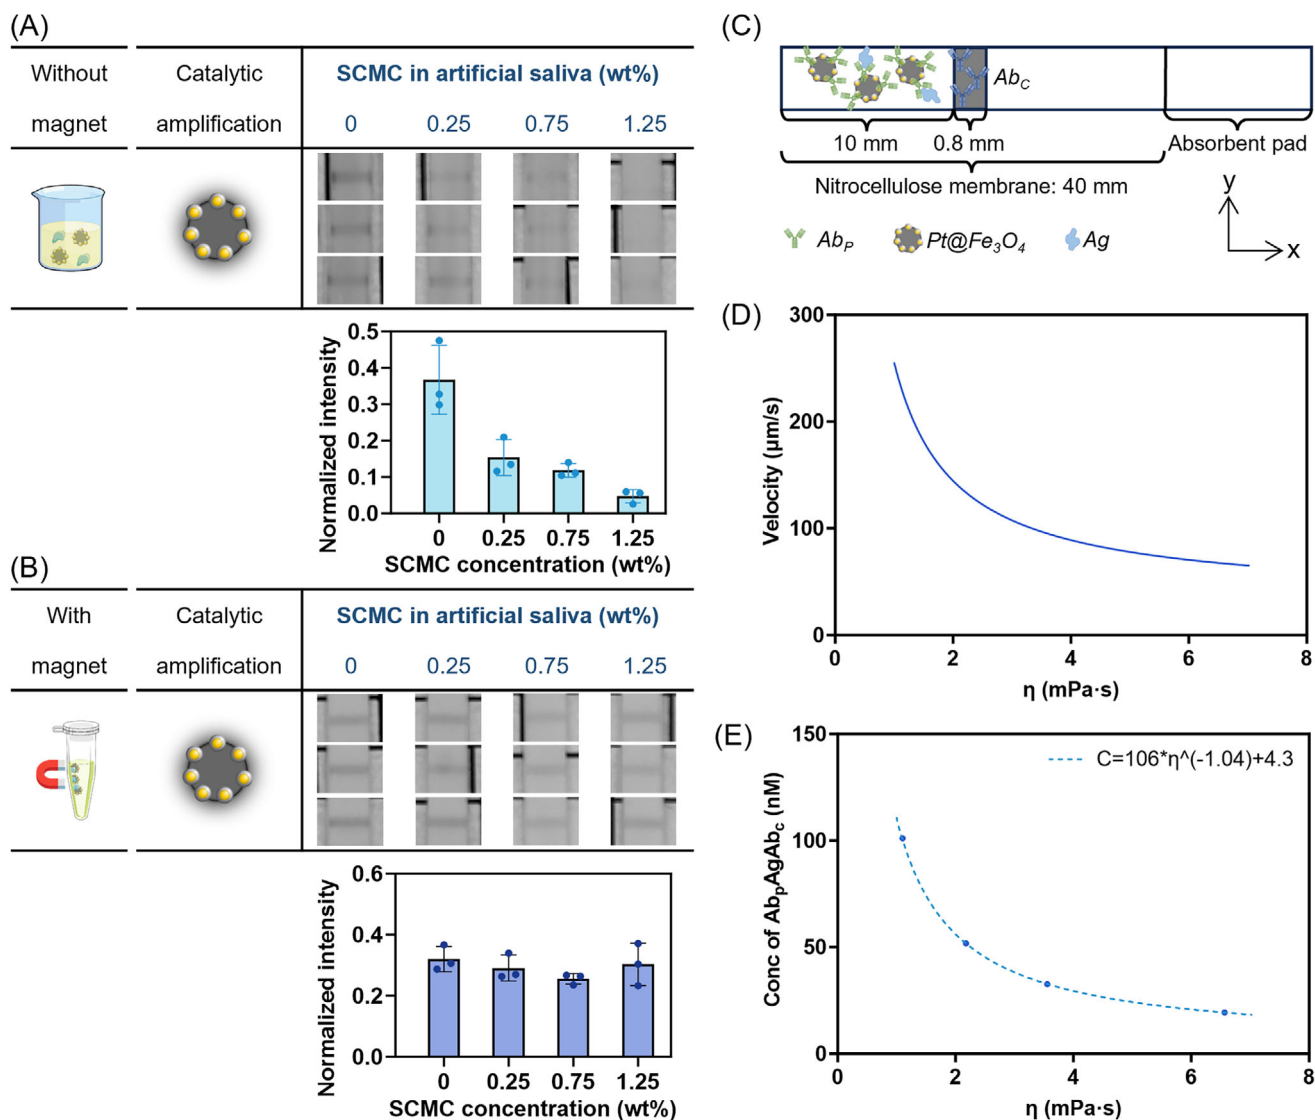 (A)
Without magnet
Catalytic amplification
SCMC in artificial saliva (wt%)
0 0.25 0.75 1.25
Normalized intensity
0.5
0.4
0.3
0.2
0.1
0.0
0 0.25 0.75 1.25
SCMC concentration (wt%)
(B)
With magnet
Catalytic amplification
SCMC in artificial saliva (wt%)
0 0.25 0.75 1.25
Normalized intensity
0.6
0.4
0.2
0.0
0 0.25 0.75 1.25
SCMC concentration (wt%)
(C)
Ab_C
10 mm 0.8 mm Absorbent pad
Nitrocellulose membrane: 40 mm
Ab_P Pt@Fe3O4 Ag
y
x
(D)
Velocity (µm/s)
300
200
100
0
0 2 4 6 8
η (mPa·s)
(E)
Conc of AbpAgAbc (nM)
150
100
50
0
C=106*η^(-1.04)+4.3
0 2 4 6 8
η (mPa·s)